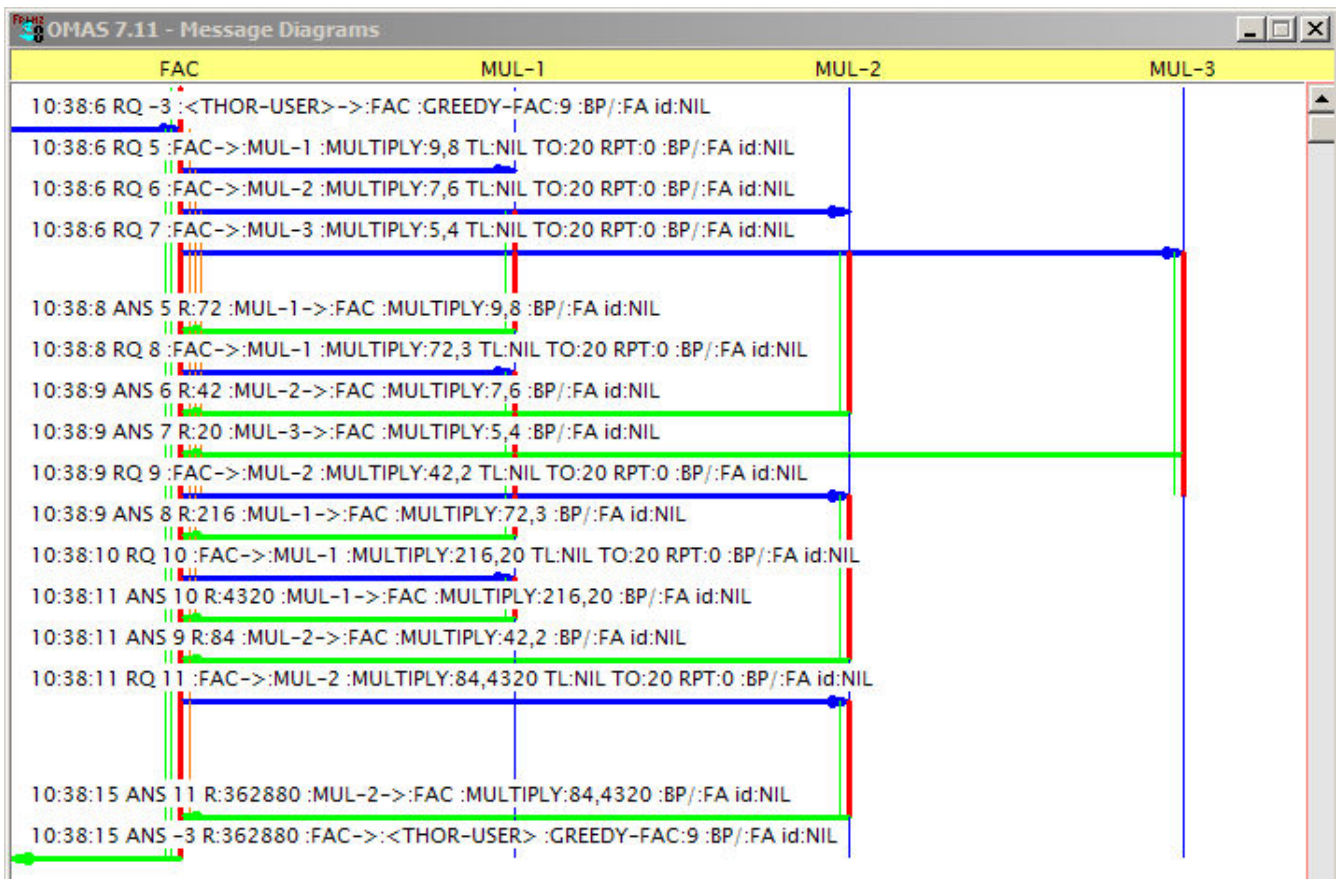 OMAS 7.11 - Message Diagrams
FAC MUL-1 MUL-2 MUL-3
10:38:6 RQ -3 :<THOR-USER>->:FAC :GREEDY-FAC:9 :BP/:FA id:NIL
10:38:6 RQ 5 :FAC->:MUL-1 :MULTIPLY:9,8 TL:NIL TO:20 RPT:0 :BP/:FA id:NIL
10:38:6 RQ 6 :FAC->:MUL-2 :MULTIPLY:7,6 TL:NIL TO:20 RPT:0 :BP/:FA id:NIL
10:38:6 RQ 7 :FAC->:MUL-3 :MULTIPLY:5,4 TL:NIL TO:20 RPT:0 :BP/:FA id:NIL
10:38:8 ANS 5 R:72 :MUL-1->:FAC :MULTIPLY:9,8 :BP/:FA id:NIL
10:38:8 RQ 8 :FAC->:MUL-1 :MULTIPLY:72,3 TL:NIL TO:20 RPT:0 :BP/:FA id:NIL
10:38:9 ANS 6 R:42 :MUL-2->:FAC :MULTIPLY:7,6 :BP/:FA id:NIL
10:38:9 ANS 7 R:20 :MUL-3->:FAC :MULTIPLY:5,4 :BP/:FA id:NIL
10:38:9 RQ 9 :FAC->:MUL-2 :MULTIPLY:42,2 TL:NIL TO:20 RPT:0 :BP/:FA id:NIL
10:38:9 ANS 8 R:216 :MUL-1->:FAC :MULTIPLY:72,3 :BP/:FA id:NIL
10:38:10 RQ 10 :FAC->:MUL-1 :MULTIPLY:216,20 TL:NIL TO:20 RPT:0 :BP/:FA id:NIL
10:38:11 ANS 10 R:4320 :MUL-1->:FAC :MULTIPLY:216,20 :BP/:FA id:NIL
10:38:11 ANS 9 R:84 :MUL-2->:FAC :MULTIPLY:42,2 :BP/:FA id:NIL
10:38:11 RQ 11 :FAC->:MUL-2 :MULTIPLY:84,4320 TL:NIL TO:20 RPT:0 :BP/:FA id:NIL
10:38:15 ANS 11 R:362880 :MUL-2->:FAC :MULTIPLY:84,4320 :BP/:FA id:NIL
10:38:15 ANS -3 R:362880 :FAC->:<THOR-USER> :GREEDY-FAC:9 :BP/:FA id:NIL